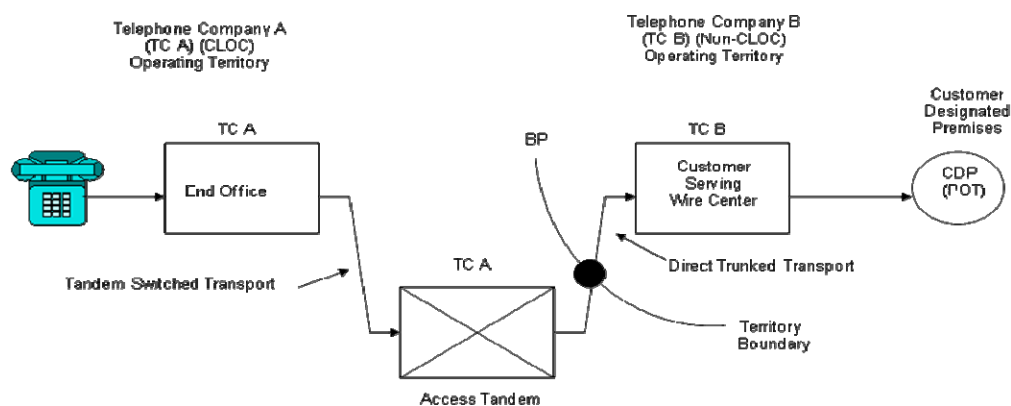 Telephone Company A
(TC A) (CLOC)
Operating Territory
Telephone Company B
(TC B) (Non-CLOC)
Operating Territory
Customer
Designated
Premises
TC A
End Office
BP
TC B
Customer
Serving
Wire Center
CDP
(POT)
Tandem Switched Transport
TC A
Direct Trunked Transport
Territory
Boundary
Access Tandem